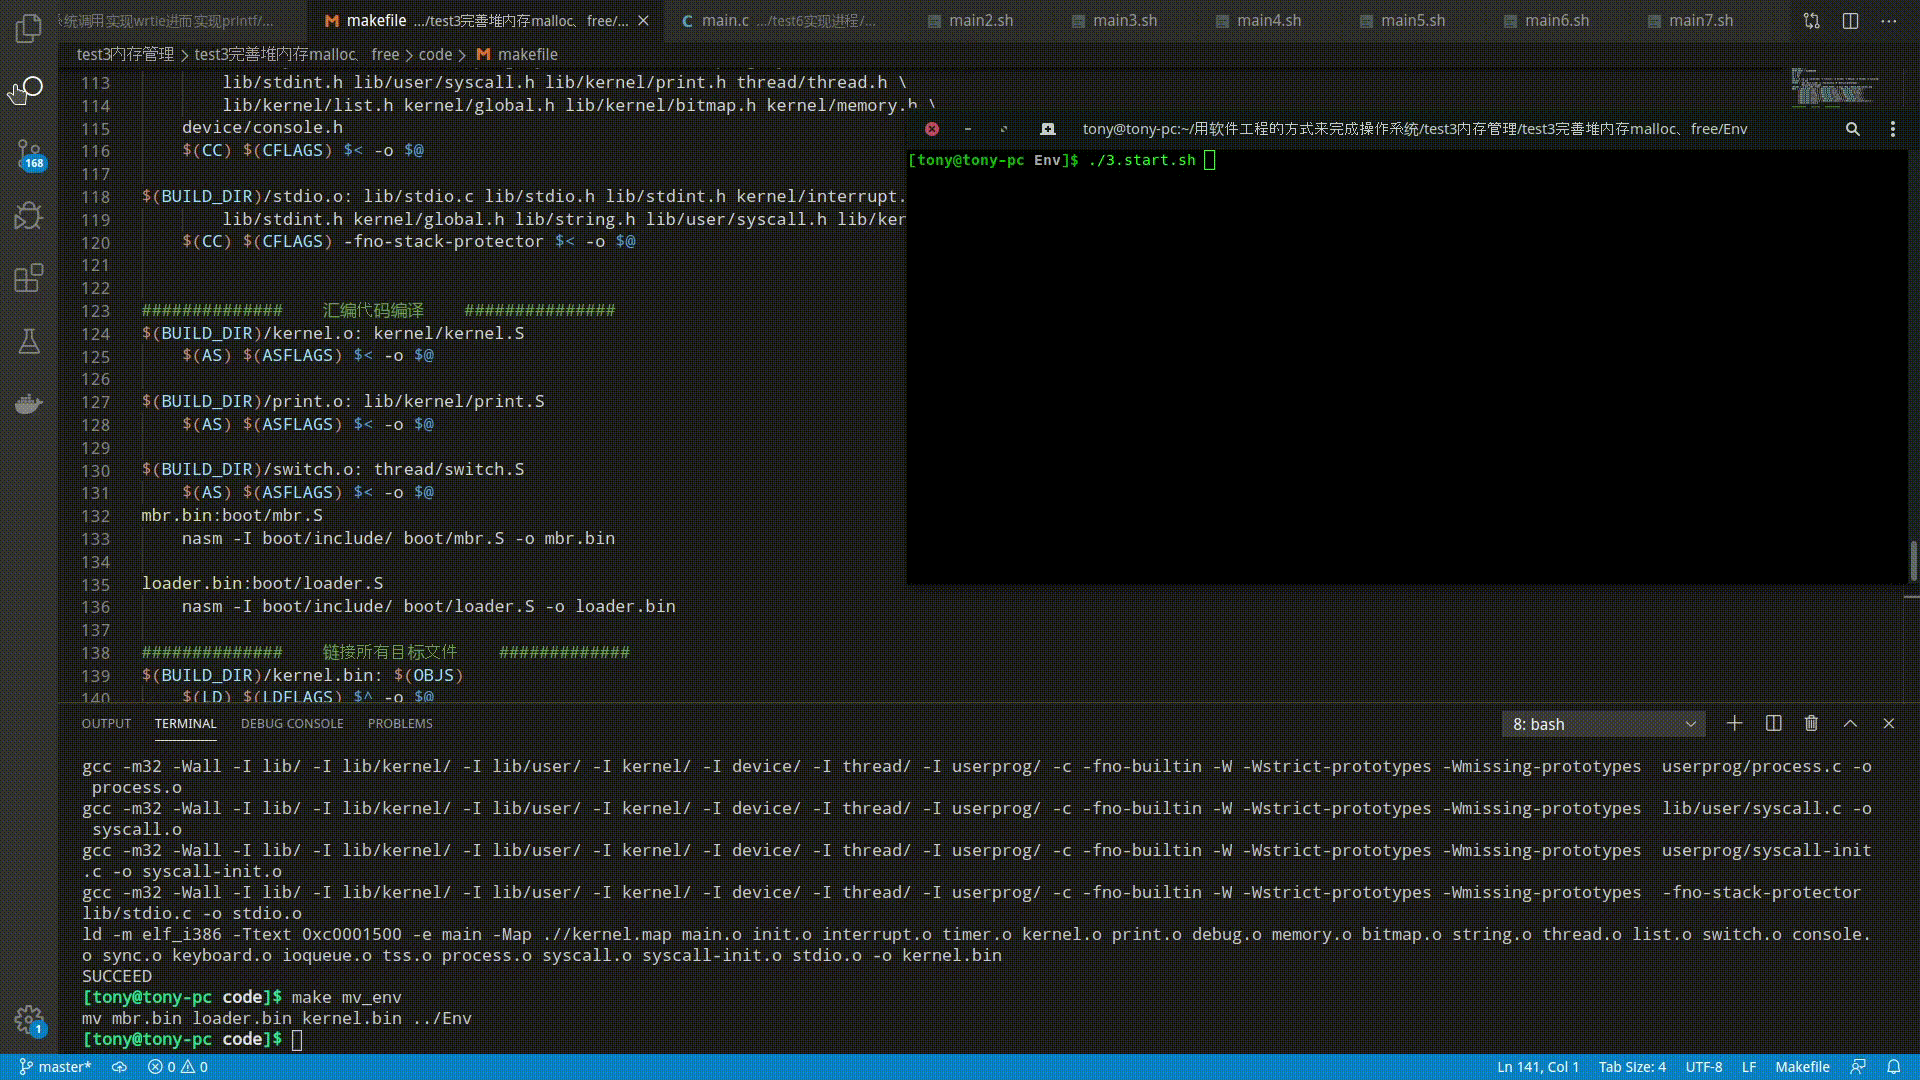 系统调用实现wrtie进而实现printf/...
makefile .../test3完善堆内存malloc、free/...
main.c .../test6实现进程/...
main2.sh
main3.sh
main4.sh
main5.sh
main6.sh
main7.sh
test3内存管理 > test3完善堆内存malloc、free > code > makefile
113 lib/stdint.h lib/user/syscall.h lib/kernel/print.h thread/thread.h \
114 lib/kernel/list.h kernel/global.h lib/kernel/bitmap.h kernel/memory.h \
115 device/console.h
116 $(CC) $(CFLAGS) $< -o $@
117
118 $(BUILD_DIR)/stdio.o: lib/stdio.c lib/stdio.h lib/stdint.h kernel/interrupt.
119 lib/stdint.h kernel/global.h lib/string.h lib/user/syscall.h lib/ker
120 $(CC) $(CFLAGS) -fno-stack-protector $< -o $@
121
122
123 ############## 汇编代码编译 ###############
124 $(BUILD_DIR)/kernel.o: kernel/kernel.S
125 $(AS) $(ASFLAGS) $< -o $@
126
127 $(BUILD_DIR)/print.o: lib/kernel/print.S
128 $(AS) $(ASFLAGS) $< -o $@
129
130 $(BUILD_DIR)/switch.o: thread/switch.S
131 $(AS) $(ASFLAGS) $< -o $@
132 mbr.bin:boot/mbr.S
133 nasm -I boot/include/ boot/mbr.S -o mbr.bin
134
135 loader.bin:boot/loader.S
136 nasm -I boot/include/ boot/loader.S -o loader.bin
137
138 ############## 链接所有目标文件 #############
139 $(BUILD_DIR)/kernel.bin: $(OBJS)
140 $(LD) $(LDFLAGS) $^ -o $@
tony@tony-pc:~/用软件工程的方式来完成操作系统/test3内存管理/test3完善堆内存malloc、free/Env
[tony@tony-pc Env]$ ./3.start.sh
168
OUTPUT TERMINAL DEBUG CONSOLE PROBLEMS
8: bash
gcc -m32 -Wall -I lib/ -I lib/kernel/ -I lib/user/ -I kernel/ -I device/ -I thread/ -I userprog/ -c -fno-builtin -W -Wstrict-prototypes -Wmissing-prototypes userprog/process.c -o
process.o
gcc -m32 -Wall -I lib/ -I lib/kernel/ -I lib/user/ -I kernel/ -I device/ -I thread/ -I userprog/ -c -fno-builtin -W -Wstrict-prototypes -Wmissing-prototypes lib/user/syscall.c -o
syscall.o
gcc -m32 -Wall -I lib/ -I lib/kernel/ -I lib/user/ -I kernel/ -I device/ -I thread/ -I userprog/ -c -fno-builtin -W -Wstrict-prototypes -Wmissing-prototypes userprog/syscall-init
.c -o syscall-init.o
gcc -m32 -Wall -I lib/ -I lib/kernel/ -I lib/user/ -I kernel/ -I device/ -I thread/ -I userprog/ -c -fno-builtin -W -Wstrict-prototypes -Wmissing-prototypes -fno-stack-protector
lib/stdio.c -o stdio.o
ld -m elf_i386 -Ttext 0xc0001500 -e main -Map .//kernel.map main.o init.o interrupt.o timer.o kernel.o print.o debug.o memory.o bitmap.o string.o thread.o list.o switch.o console.
o sync.o keyboard.o ioqueue.o tss.o process.o syscall.o syscall-init.o stdio.o -o kernel.bin
SUCCEED
[tony@tony-pc code]$ make mv_env
mv mbr.bin loader.bin kernel.bin ../Env
[tony@tony-pc code]$
1
master* 0 0 Ln 141, Col 1 Tab Size: 4 UTF-8 LF Makefile